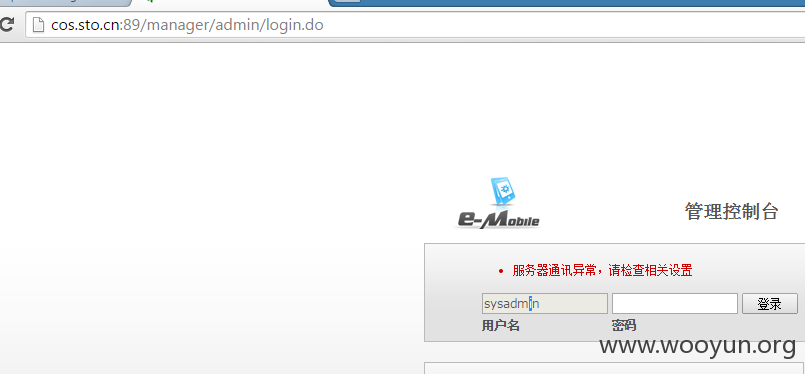 cos.sto.cn:89/manager/admin/login.do
e-Mobile
管理控制台
服务器通讯异常，请检查相关设置
sysadmin
登录
用户名 密码
www.wooyun.org